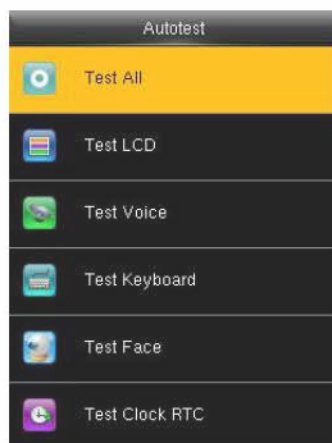 Autotest
Test All
Test LCD
Test Voice
Test Keyboard
Test Face
Test Clock RTC